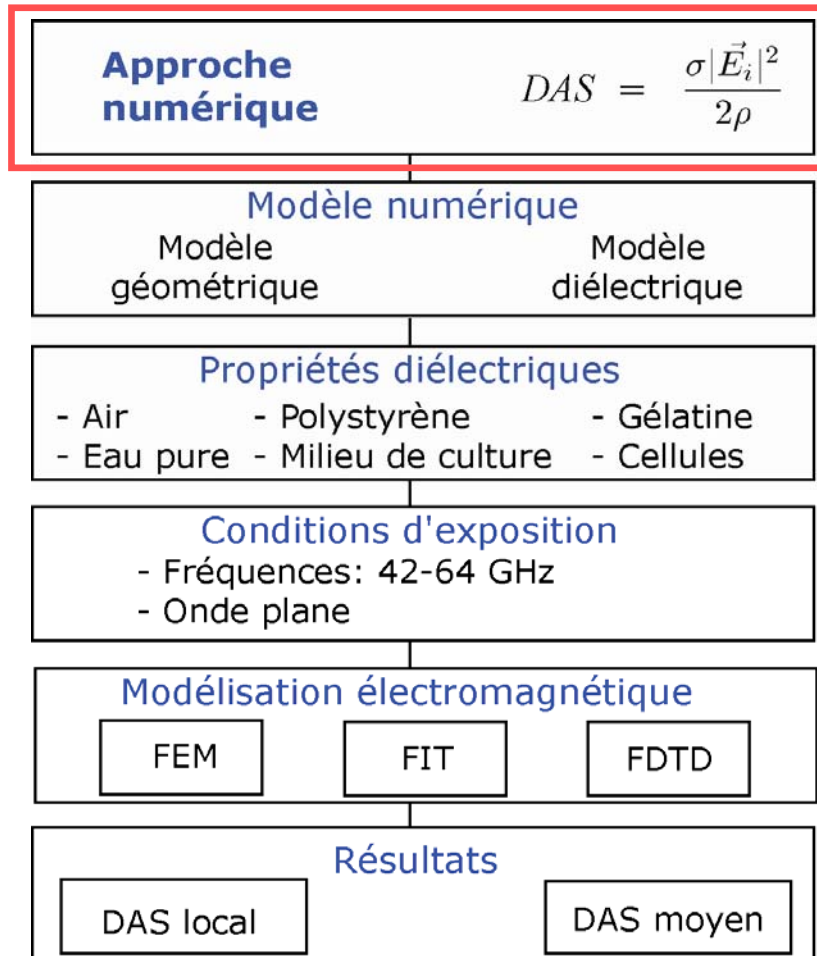 Approche
numérique
DAS = σ|E⃗ᵢ|² / 2ρ
Modèle numérique
Modèle Modèle
géométrique diélectrique
Propriétés diélectriques
- Air - Polystyrène - Gélatine
- Eau pure - Milieu de culture - Cellules
Conditions d'exposition
- Fréquences: 42-64 GHz
- Onde plane
Modélisation électromagnétique
FEM FIT FDTD
Résultats
DAS local DAS moyen